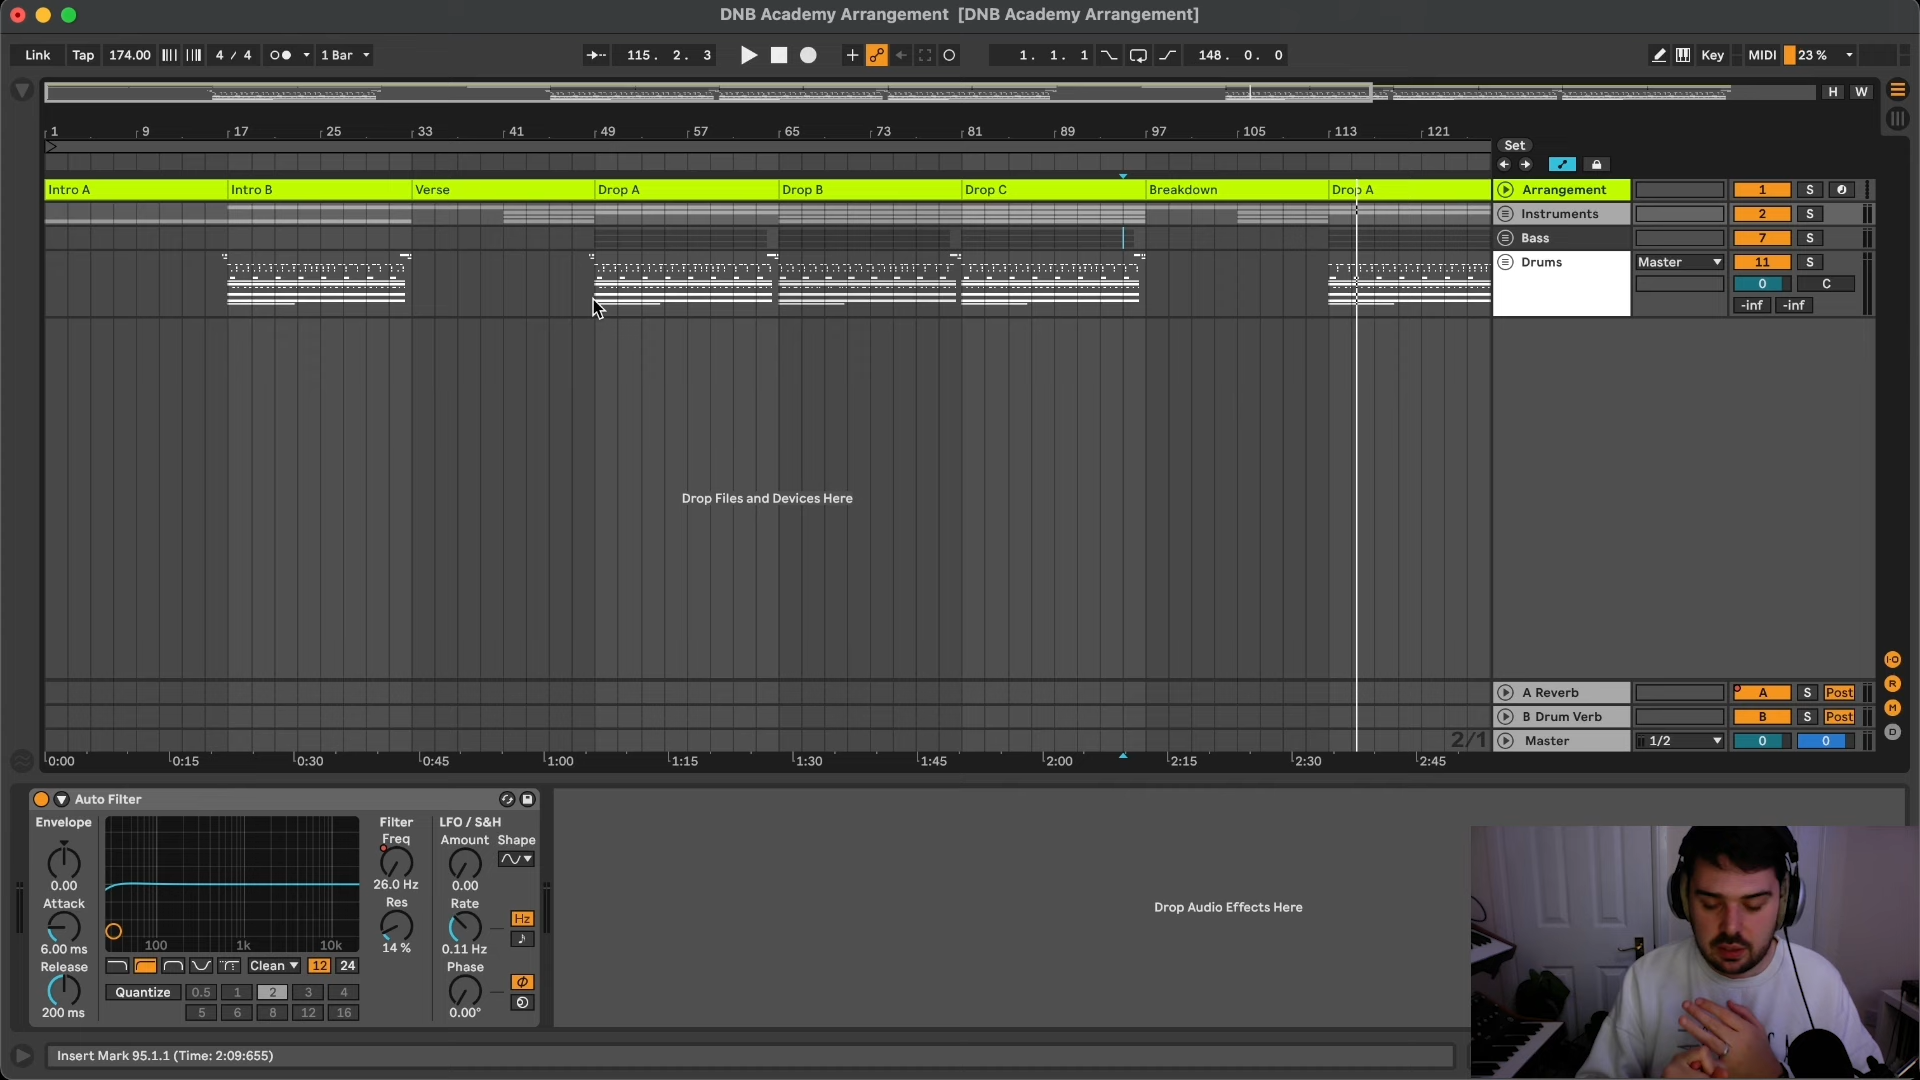 DNB Academy Arrangement [DNB Academy Arrangement]
Link Tap 174.00 4 / 4 1 Bar 115. 2. 3 1. 1. 1 148. 0. 0 Key MIDI 23 %
H W
1 9 17 25 33 41 49 57 65 73 81 89 97 105 113 121
Set
Intro A Intro B Verse Drop A Drop B Drop C Breakdown Drop A Arrangement 1 S
Instruments 2 S
Bass 7 S
Drums Master 11 S
0 C
-inf -inf
Drop Files and Devices Here
A Reverb A S Post
B Drum Verb B S Post
2/1 Master 1/2 0 0
I·O
R
M
D
0:00 0:15 0:30 0:45 1:00 1:15 1:30 1:45 2:00 2:15 2:30 2:45
Auto Filter
Envelope Filter LFO / S&H
Freq Amount Shape
0.00 26.0 Hz 0.00
Attack Res Rate Hz
6.00 ms 100 1k 10k 14 % 0.11 Hz
Release Clean 12 24 Phase
Quantize 0.5 1 2 3 4
200 ms 5 6 8 12 16 0.00°
Drop Audio Effects Here
Insert Mark 95.1.1 (Time: 2:09:655)